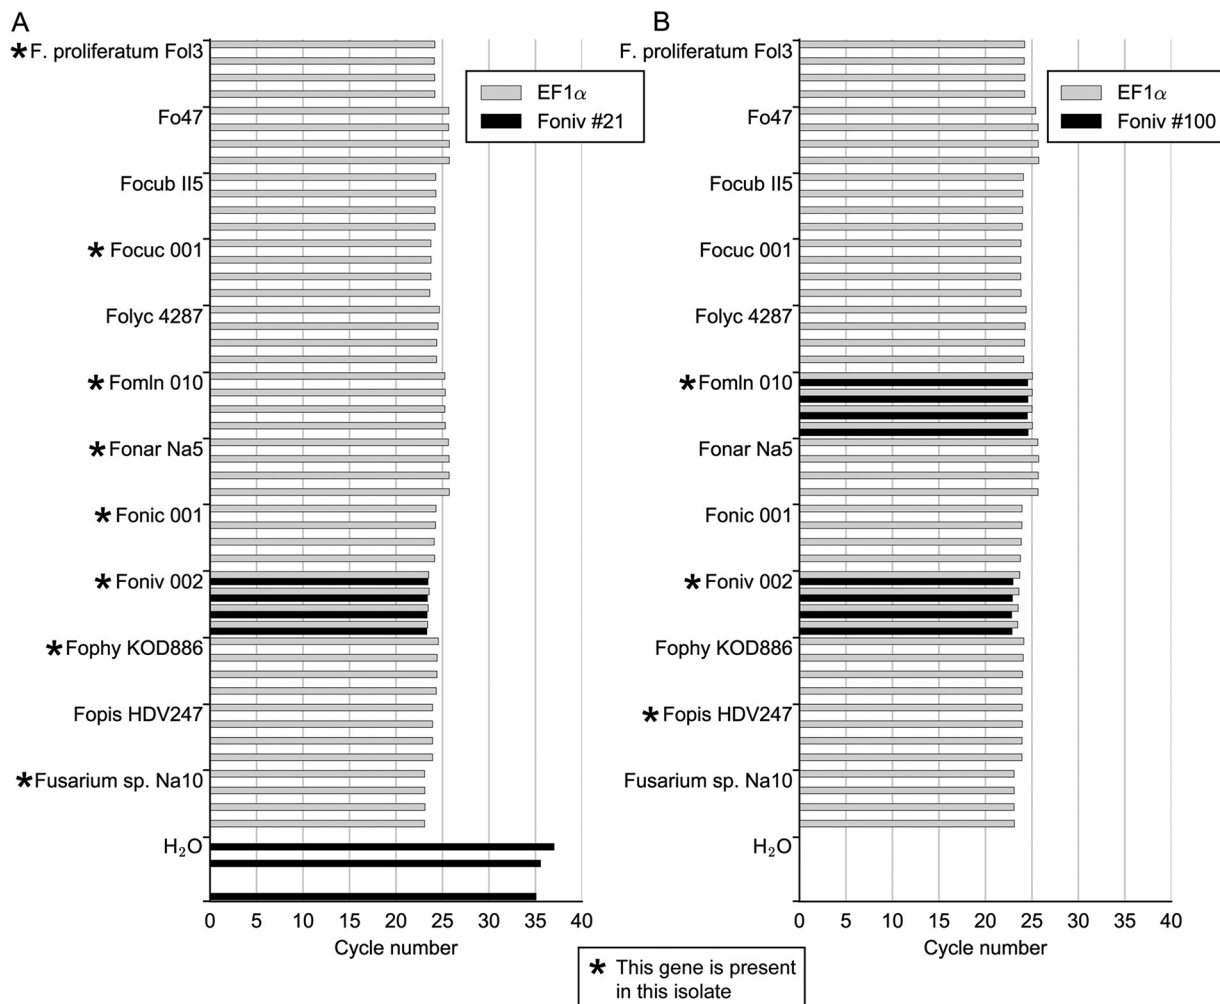 A
* F. proliferatum Fol3
Fo47
Focub II5
* Focuc 001
Folyc 4287
* Fomln 010
* Fonar Na5
* Fonic 001
* Foniv 002
* Fophy KOD886
Fopis HDV247
* Fusarium sp. Na10
H₂O
EF1α
Foniv #21
0 5 10 15 20 25 30 35 40
Cycle number
B
F. proliferatum Fol3
Fo47
Focub II5
Focuc 001
Folyc 4287
* Fomln 010
Fonar Na5
Fonic 001
* Foniv 002
Fophy KOD886
* Fopis HDV247
Fusarium sp. Na10
H₂O
EF1α
Foniv #100
0 5 10 15 20 25 30 35 40
Cycle number
* This gene is present
in this isolate